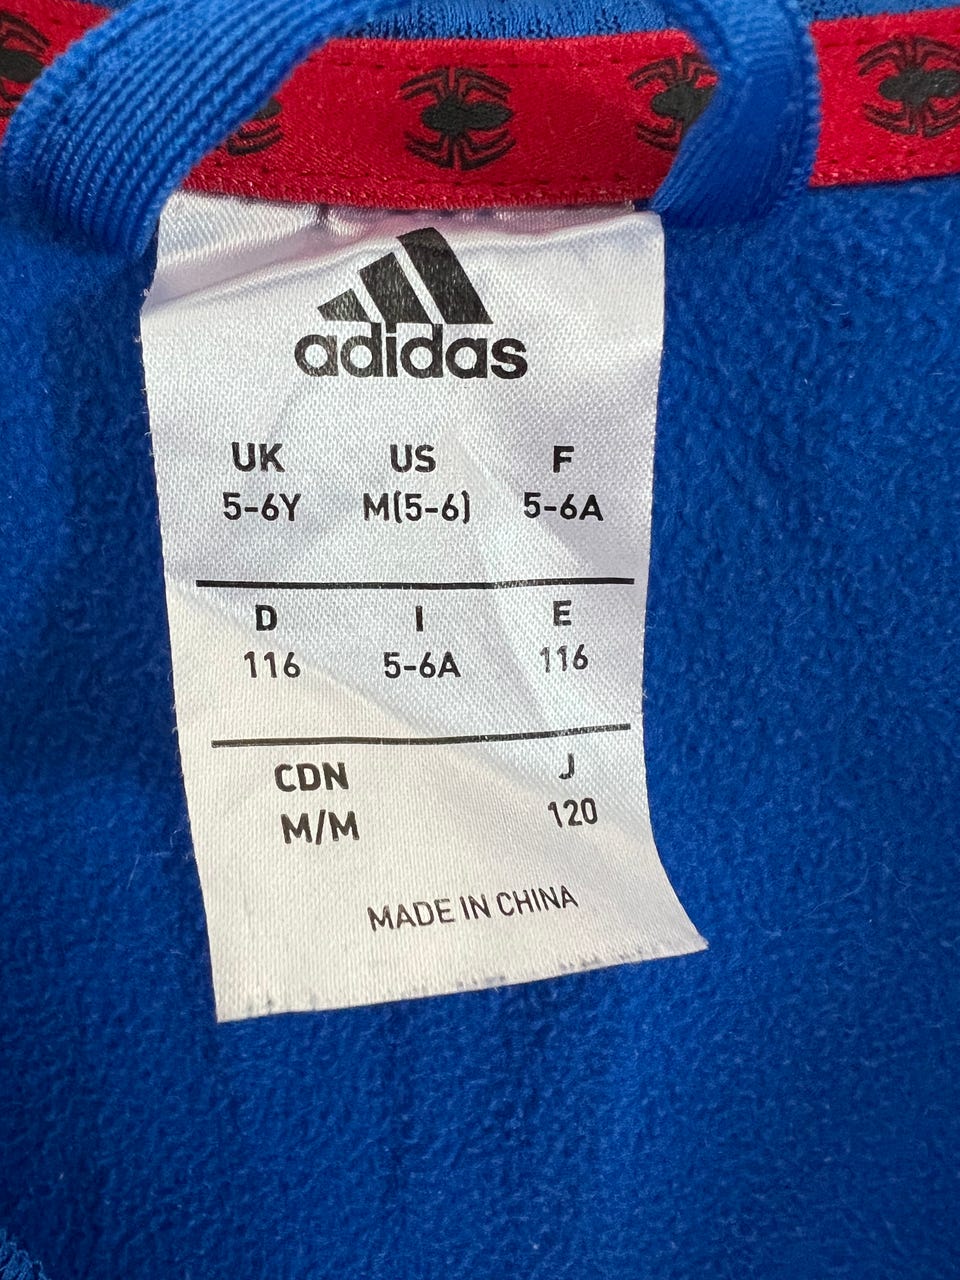 adidas
UK US F
5-6Y M(5-6) 5-6A
D I E
116 5-6A 116
CDN J
M/M 120
MADE IN CHINA